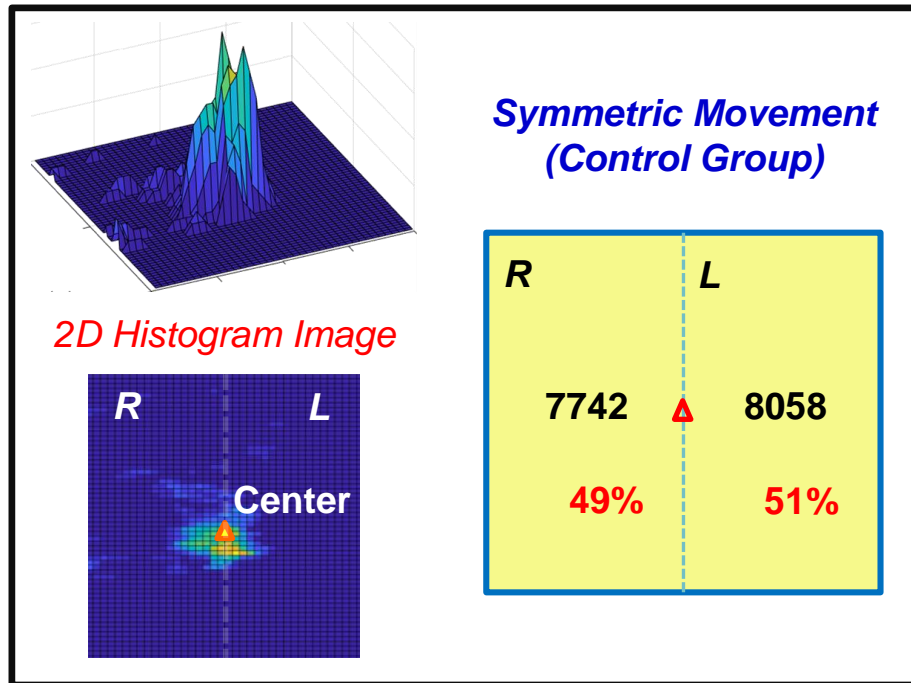 Symmetric Movement
(Control Group)
2D Histogram Image
R L
Center
R L
7742 8058
49% 51%